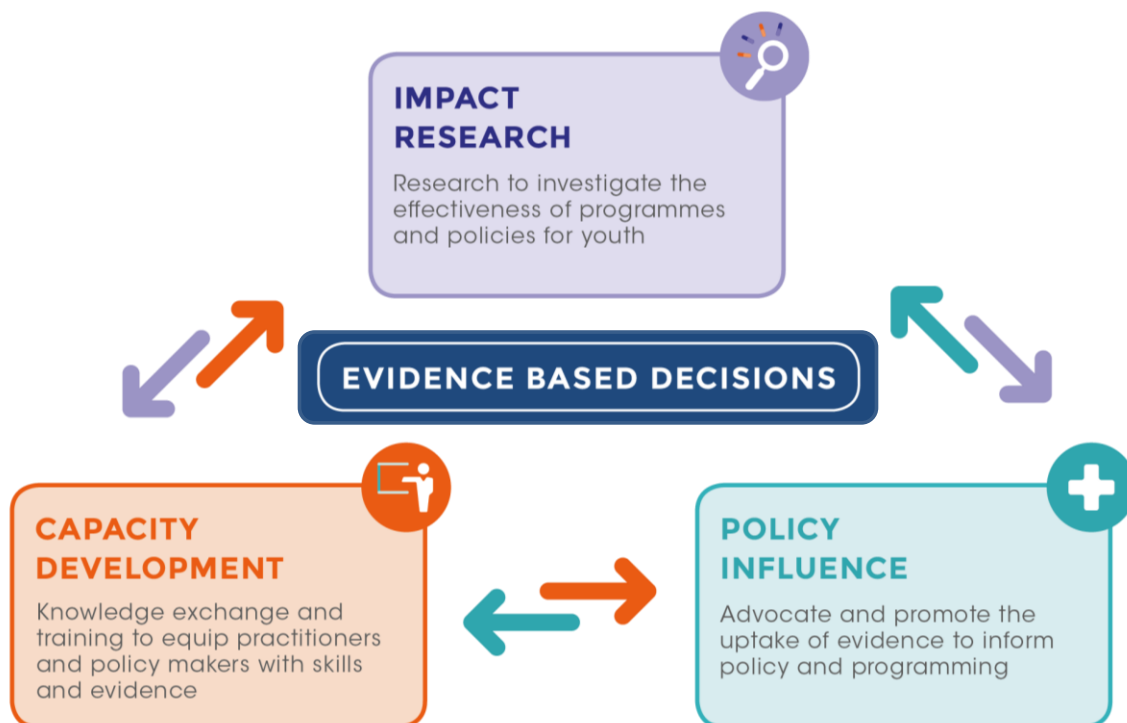 IMPACT
RESEARCH
Research to investigate the
effectiveness of programmes
and policies for youth
EVIDENCE BASED DECISIONS
CAPACITY
DEVELOPMENT
Knowledge exchange and
training to equip practitioners
and policy makers with skills
and evidence
POLICY
INFLUENCE
Advocate and promote the
uptake of evidence to inform
policy and programming